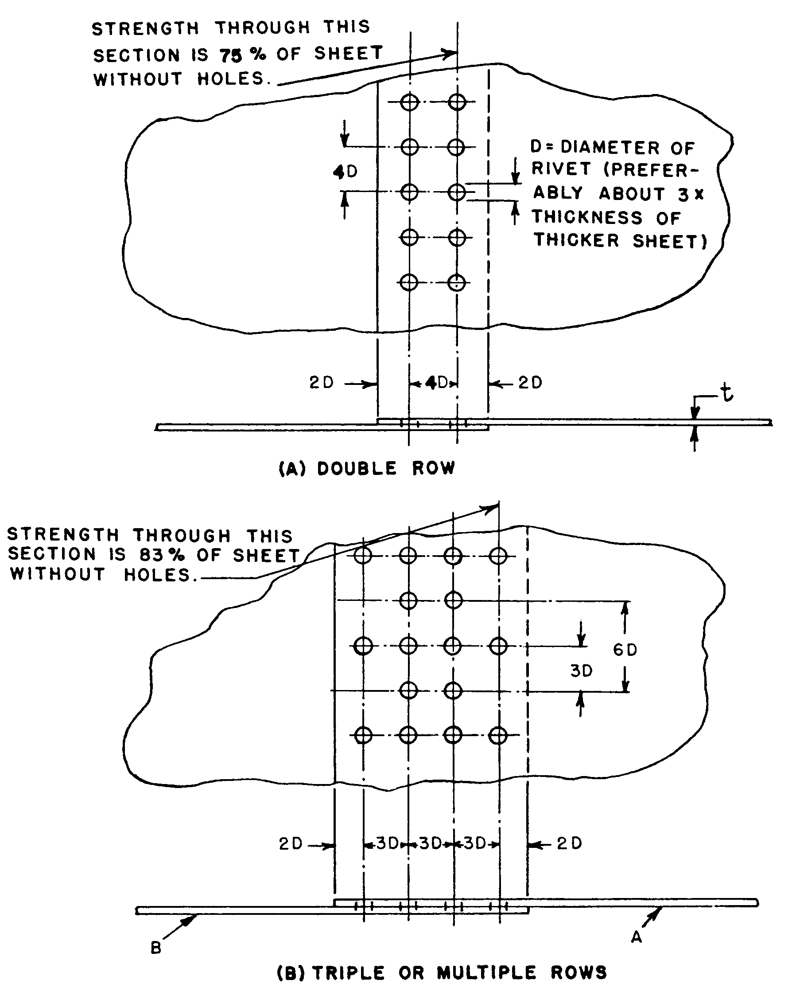 STRENGTH THROUGH THIS
SECTION IS 75 % OF SHEET
WITHOUT HOLES.
D = DIAMETER OF
RIVET (PREFER-
ABLY ABOUT 3 x
THICKNESS OF
THICKER SHEET)
4D
2D
4D
2D
t
(A) DOUBLE ROW
STRENGTH THROUGH THIS
SECTION IS 83% OF SHEET
WITHOUT HOLES.
6D
3D
2D
3D
3D
3D
2D
B
A
(B) TRIPLE OR MULTIPLE ROWS